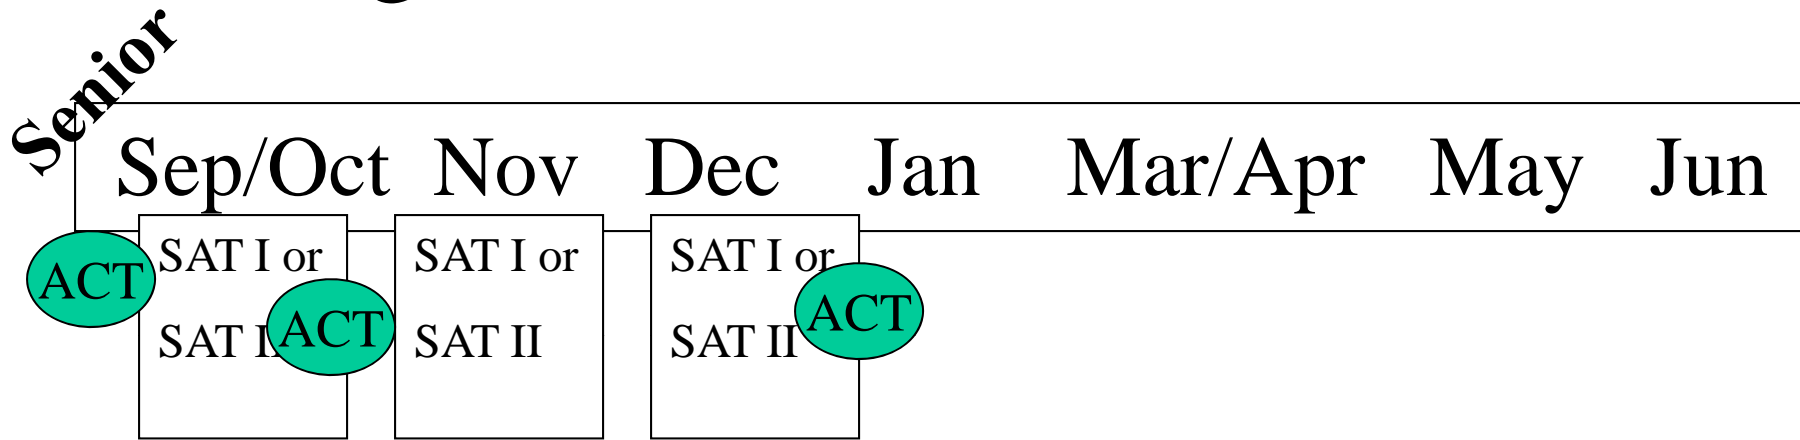 Senior
Sep/Oct Nov Dec Jan Mar/Apr May Jun
ACT
SAT I or
SAT
ACT
SAT I or
SAT II
SAT I or
SAT II
ACT